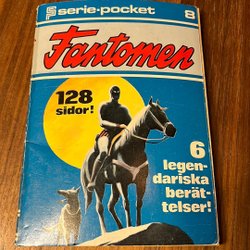 serie-pocket 8
Fantomen
128
sidor!
6
legen-
dariska
berät-
telser!